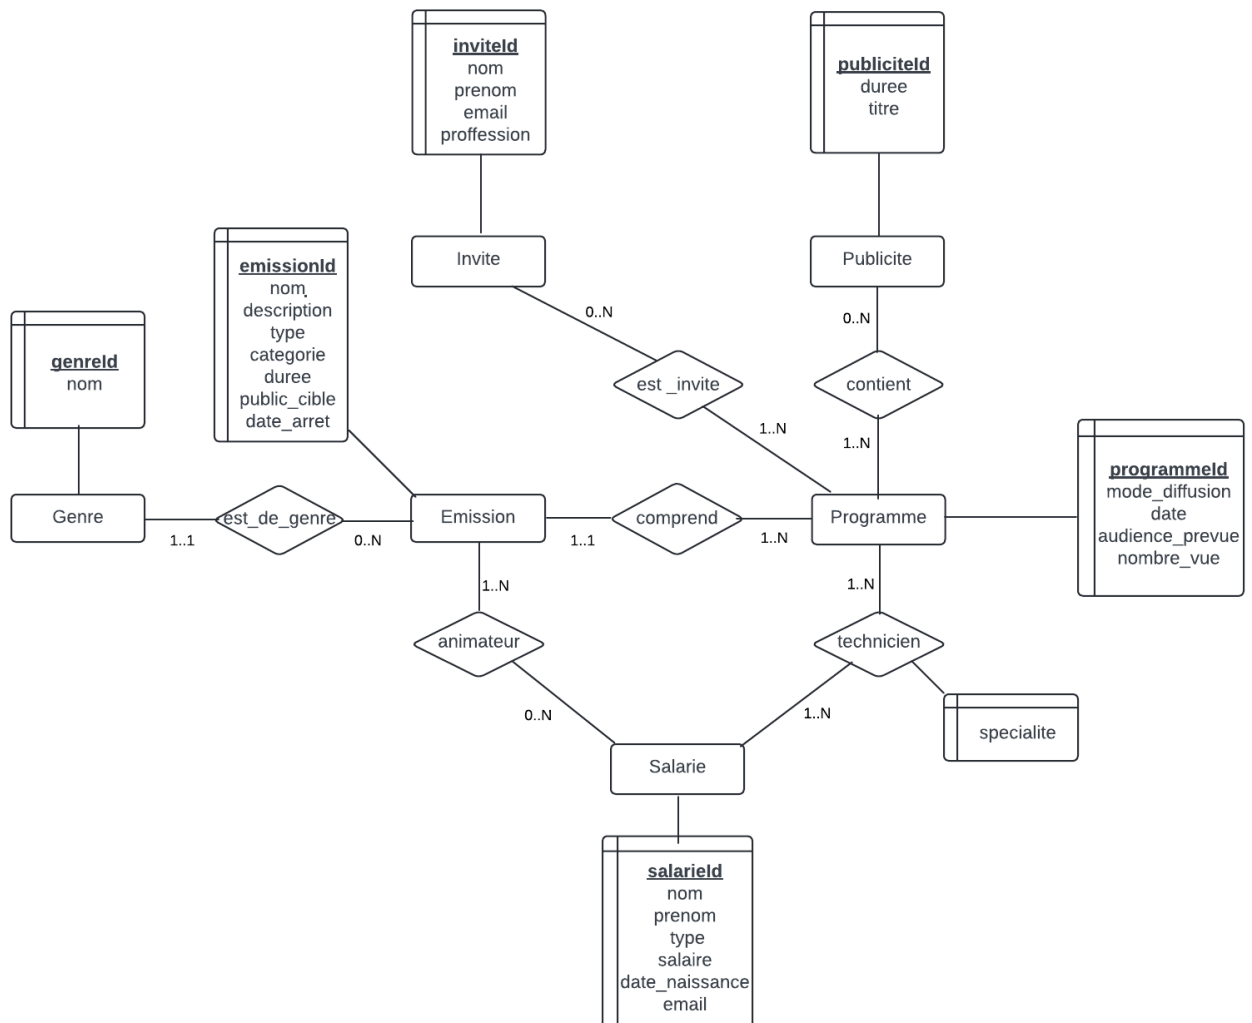 inviteId
nom
prenom
email
proffession
publiciteId
duree
titre
emissionId
nom
description
type
categorie
duree
public_cible
date_arret
Invite
Publicite
0..N
0..N
genreId
nom
est _invite
contient
1..N
1..N
programmeId
mode_diffusion
date
audience_prevue
nombre_vue
Genre
est_de_genre
Emission
comprend
Programme
1..1
0..N
1..1
1..N
1..N
1..N
animateur
technicien
0..N
1..N
specialite
Salarie
salarieId
nom
prenom
type
salaire
date_naissance
email